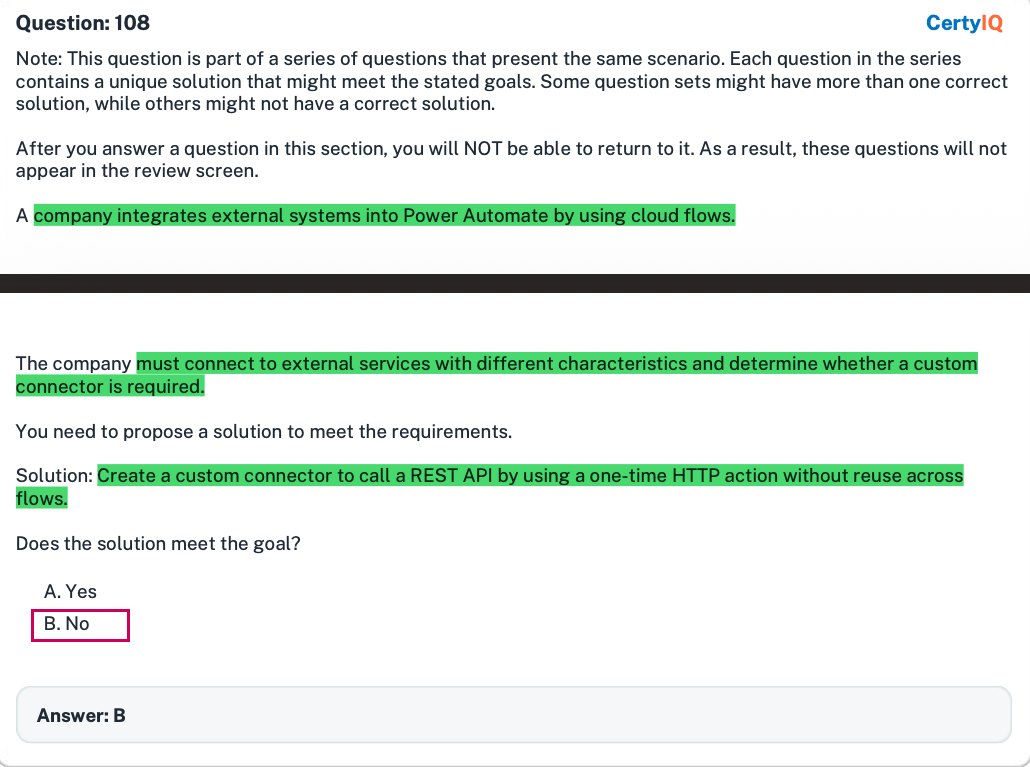 Question: 108
CertyIQ
Note: This question is part of a series of questions that present the same scenario. Each question in the series
contains a unique solution that might meet the stated goals. Some question sets might have more than one correct
solution, while others might not have a correct solution.
After you answer a question in this section, you will NOT be able to return to it. As a result, these questions will not
appear in the review screen.
A company integrates external systems into Power Automate by using cloud flows.
The company must connect to external services with different characteristics and determine whether a custom
connector is required.
You need to propose a solution to meet the requirements.
Solution: Create a custom connector to call a REST API by using a one-time HTTP action without reuse across
flows.
Does the solution meet the goal?
A. Yes
B. No
Answer: B